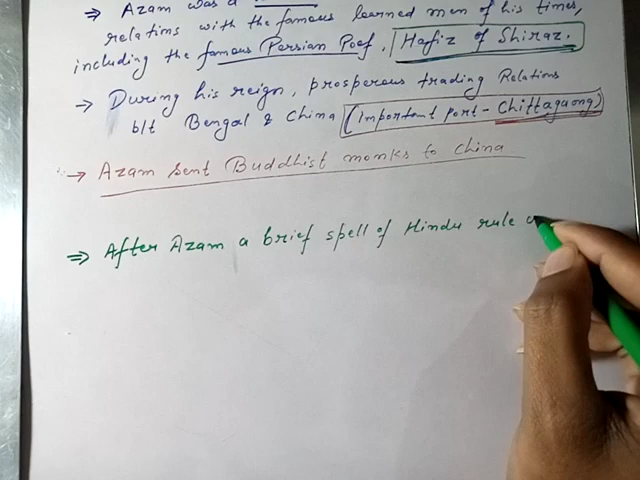 ⇒ Azam was a
relations with the famous learned men of his times,
including the famous Persian Poet, Hafiz of Shiraz.
→ During his reign, prosperous trading Relations
b/t Bengal & China (Important port - Chittagaong)
→ Azam sent Buddhist monks to China
⇒ After Azam a brief spell of Hindu rule